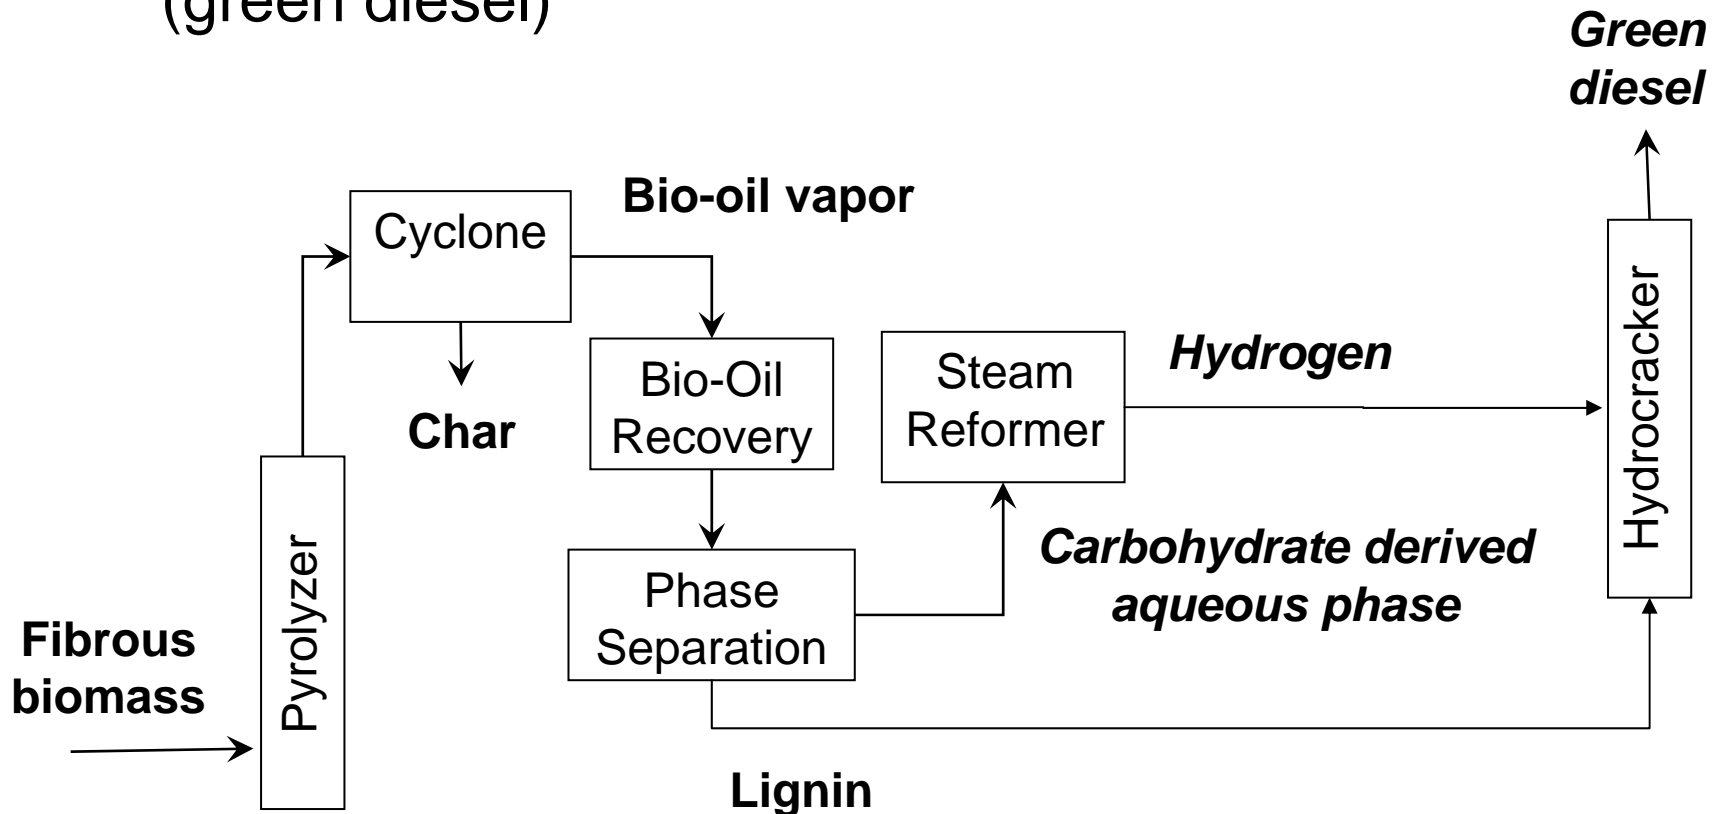 (green diesel)
Green
diesel
Bio-oil vapor
Cyclone
Bio-Oil
Recovery
Steam
Reformer
Hydrogen
Char
Hydrocracker
Pyrolyzer
Phase
Separation
Carbohydrate derived
aqueous phase
Fibrous
biomass
Lignin